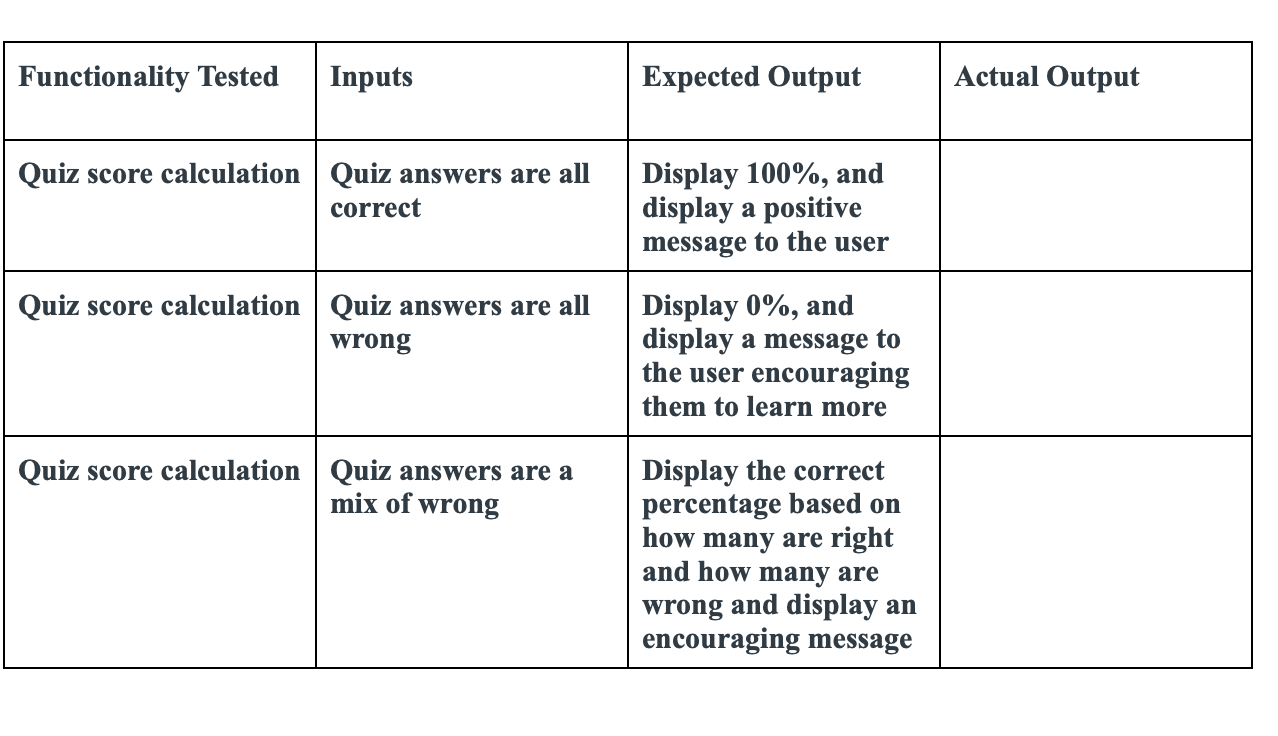 Functionality Tested
Inputs
Expected Output
Actual Output
Quiz score calculation
Quiz answers are all
correct
Display 100%, and
display a positive
message to the user
Quiz score calculation
Quiz answers are all
wrong
Display 0%, and
display a message to
the user encouraging
them to learn more
Quiz score calculation
Quiz answers are a
mix of wrong
Display the correct
percentage based on
how many are right
and how many are
wrong and display an
encouraging message